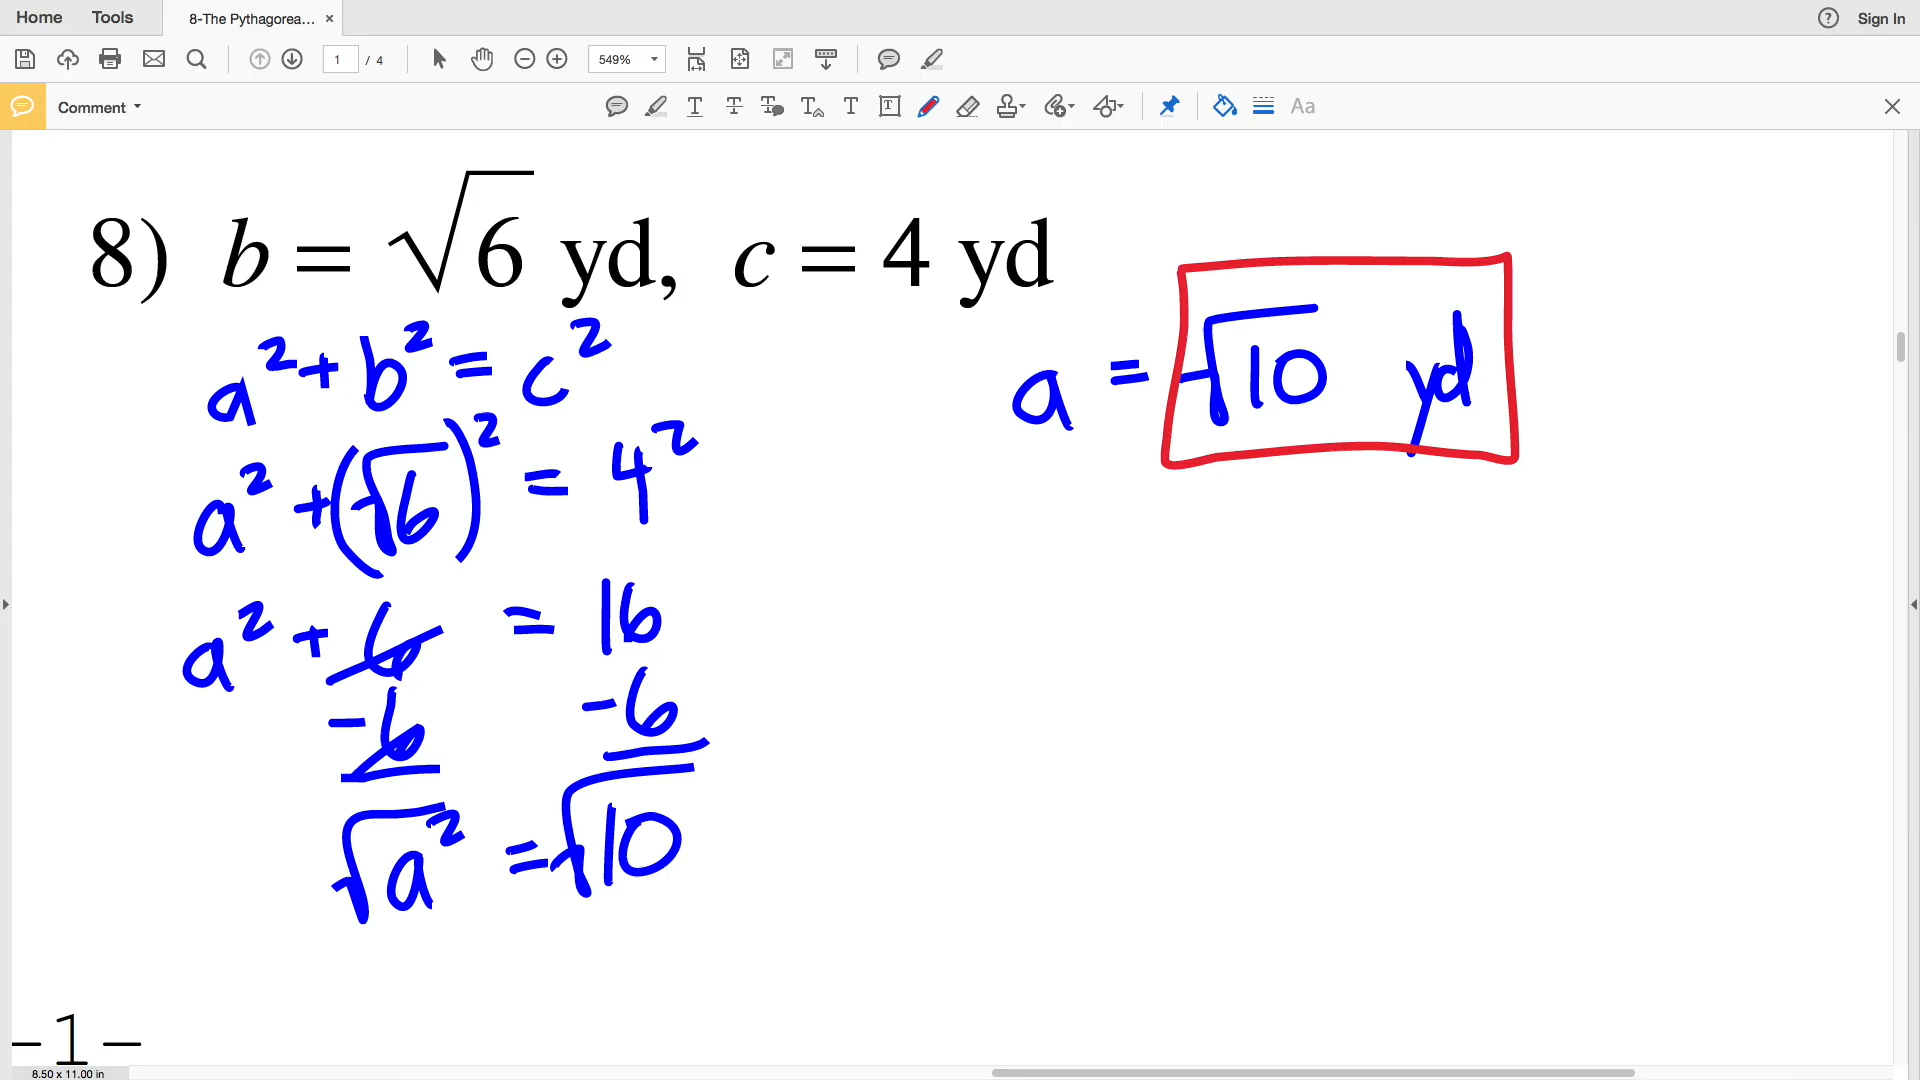 Home Tools 8-The Pythagorea... × ? Sign In
1 / 4 549%
Comment Aa
8) b = √6 yd, c = 4 yd
a² + b² = c²
a = √10 yd
a² + (√6)² = 4²
a² + 6 = 16
-6 -6
√a² = √10
-1-
8.50 x 11.00 in